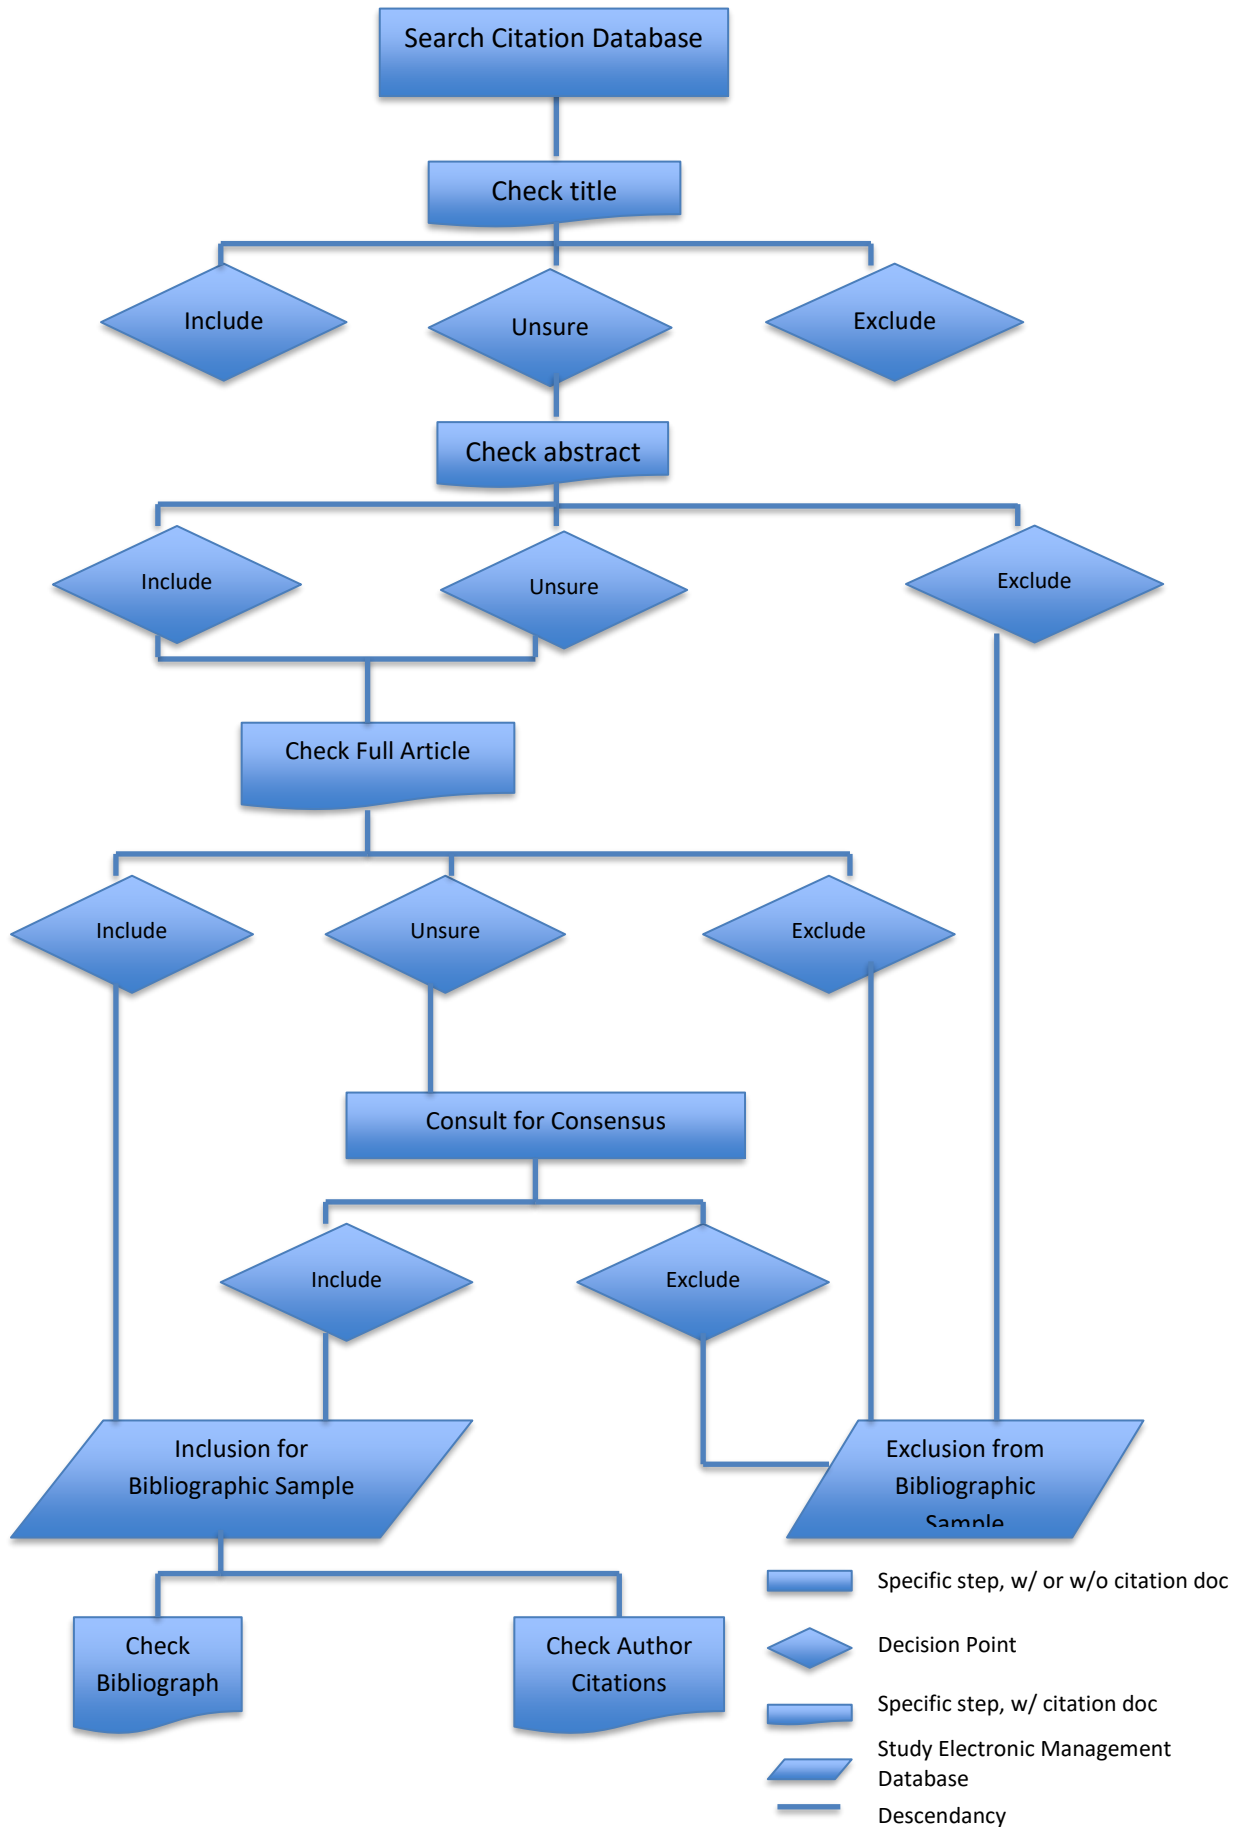 Search Citation Database
Check title
Include
Unsure
Exclude
Check abstract
Include
Unsure
Exclude
Check Full Article
Include
Unsure
Exclude
Consult for Consensus
Include
Exclude
Inclusion for
Bibliographic Sample
Exclusion from
Bibliographic
Sample
Check
Bibliograph
Check Author
Citations
Specific step, w/ or w/o citation doc
Decision Point
Specific step, w/ citation doc
Study Electronic Management
Database
Descendancy